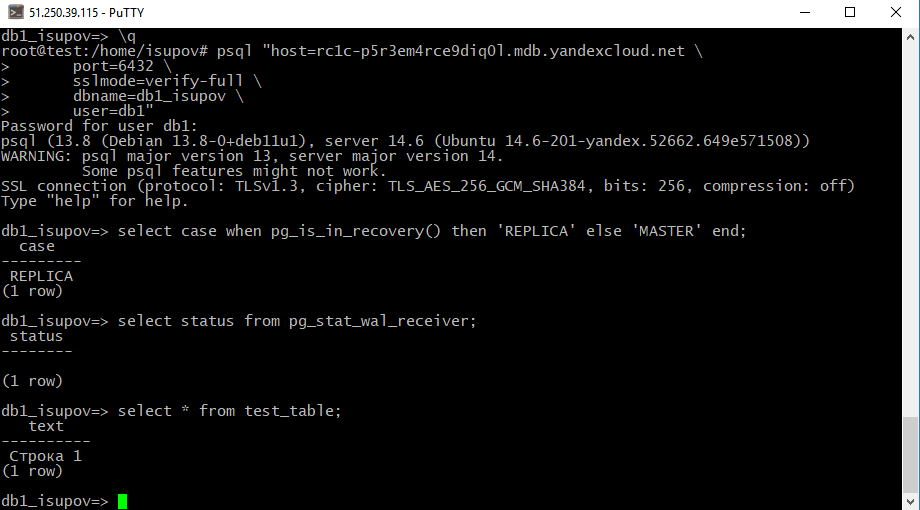 51.250.39.115 - PuTTY
db1_isupov=> \q
root@test:/home/isupov# psql "host=rc1c-p5r3em4rce9diq0l.mdb.yandexcloud.net \
>       port=6432 \
>       sslmode=verify-full \
>       dbname=db1_isupov \
>       user=db1"
Password for user db1:
psql (13.8 (Debian 13.8-0+deb11u1), server 14.6 (Ubuntu 14.6-201-yandex.52662.649e571508))
WARNING: psql major version 13, server major version 14.
         Some psql features might not work.
SSL connection (protocol: TLSv1.3, cipher: TLS_AES_256_GCM_SHA384, bits: 256, compression: off)
Type "help" for help.
db1_isupov=> select case when pg_is_in_recovery() then 'REPLICA' else 'MASTER' end;
  case
---------
 REPLICA
(1 row)
db1_isupov=> select status from pg_stat_wal_receiver;
 status
--------
(1 row)
db1_isupov=> select * from test_table;
   text
----------
 Строка 1
(1 row)
db1_isupov=>